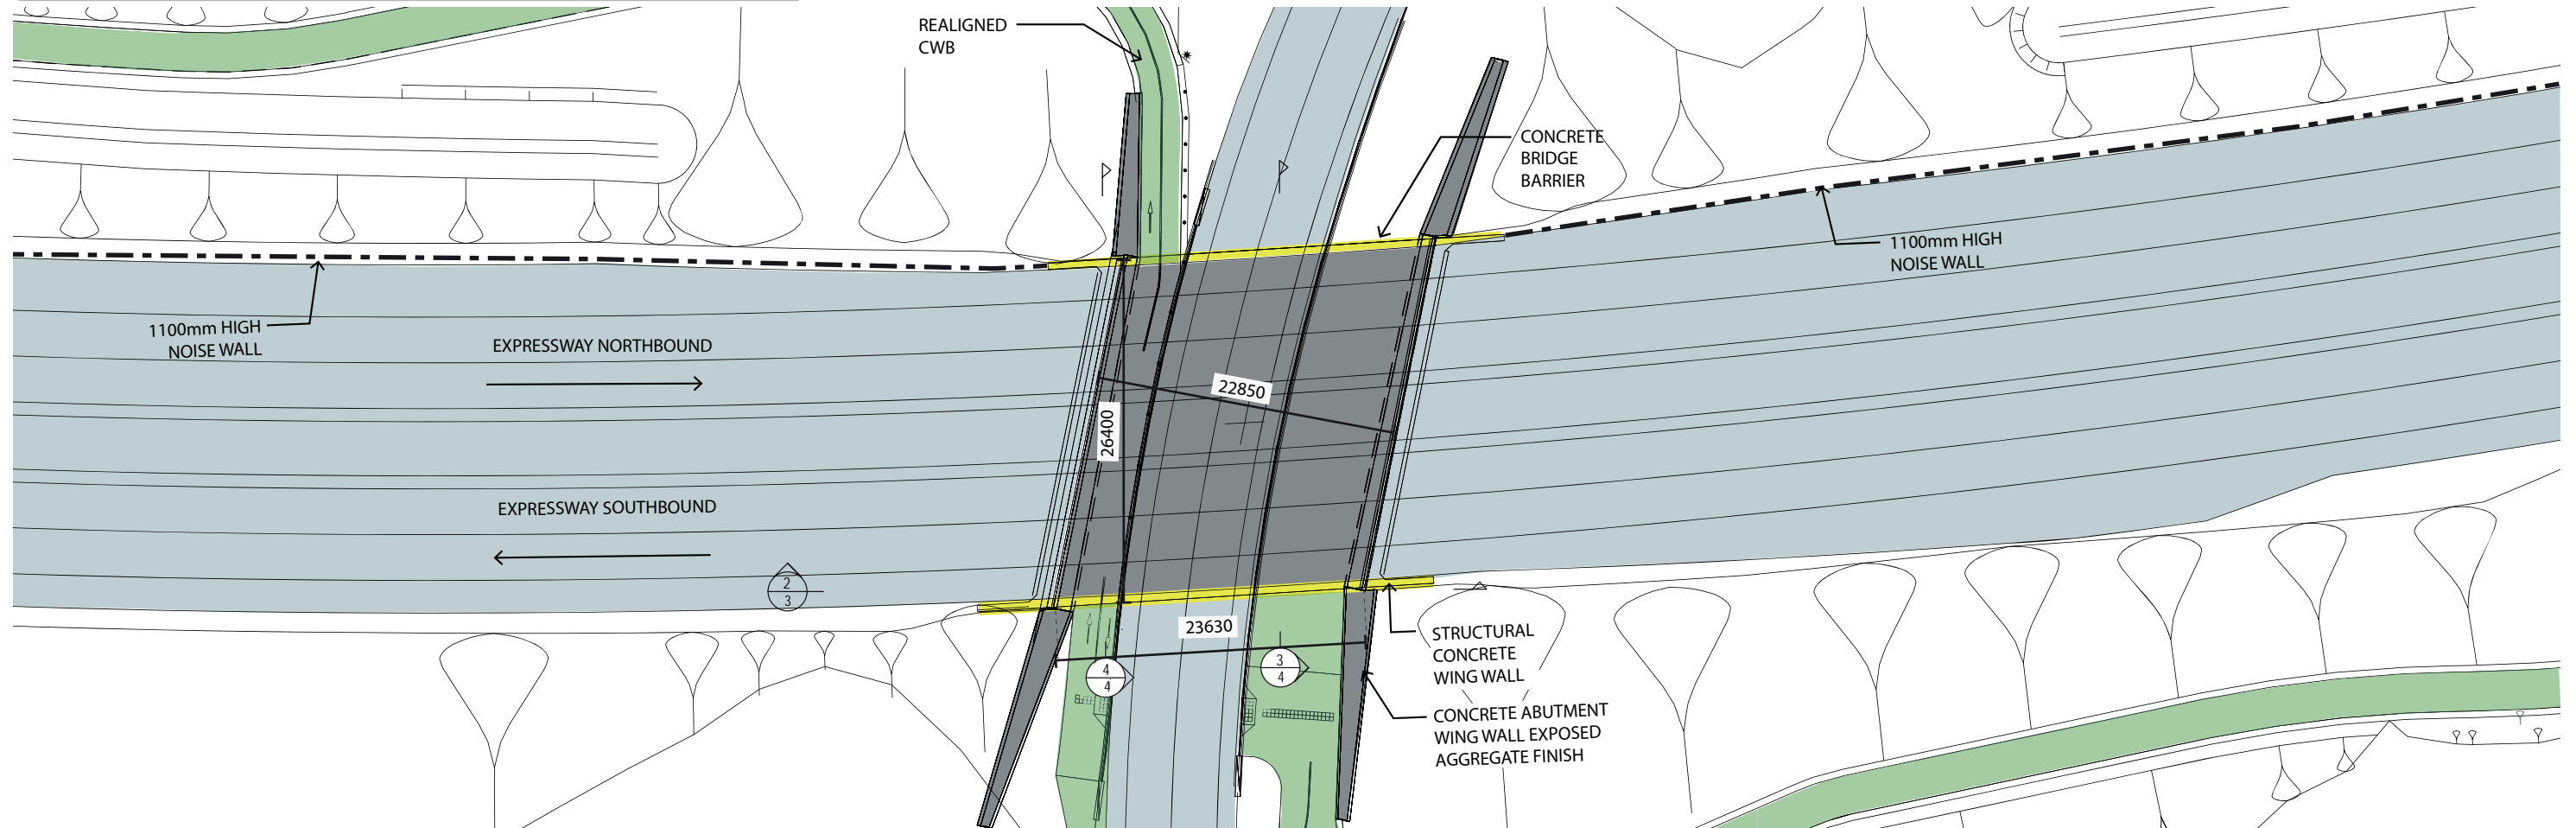 REALIGNED
CWB
CONCRETE
BRIDGE
BARRIER
1100mm HIGH
NOISE WALL
1100mm HIGH
NOISE WALL
EXPRESSWAY NORTHBOUND
22850
26400
EXPRESSWAY SOUTHBOUND
2
3
23630
4
4
3
4
STRUCTURAL
CONCRETE
WING WALL
CONCRETE ABUTMENT
WING WALL EXPOSED
AGGREGATE FINISH